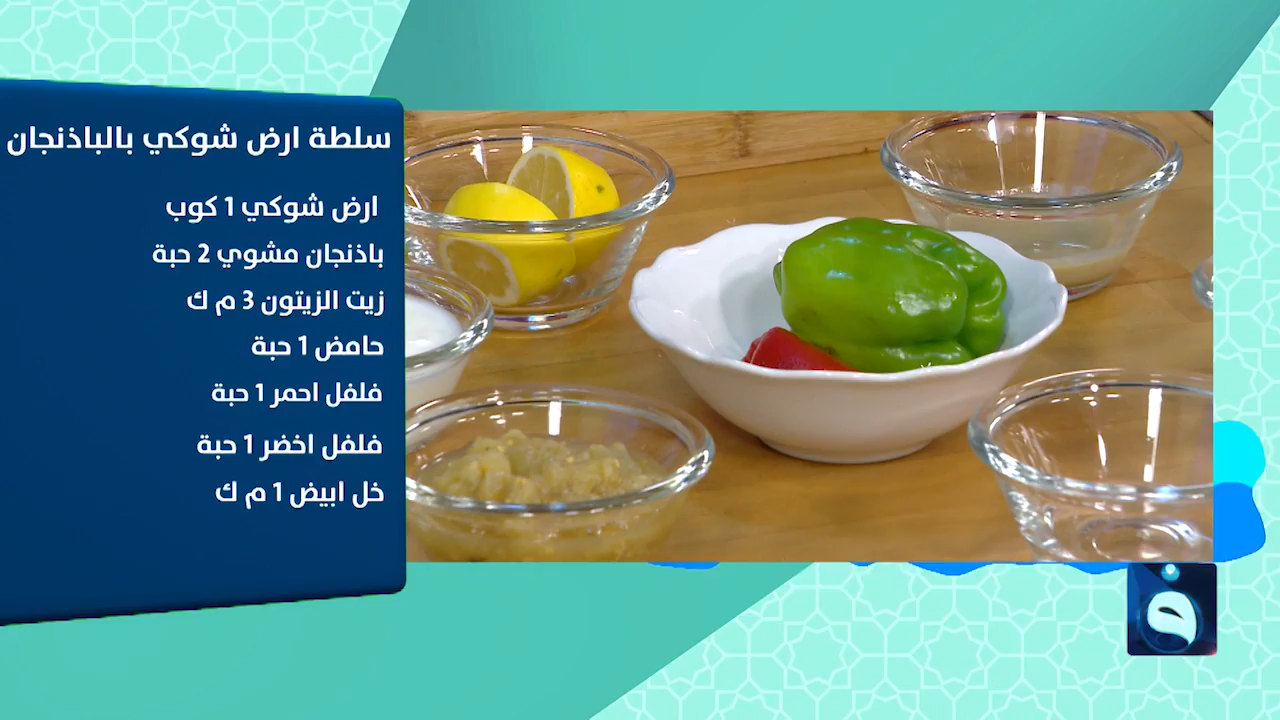 سلطة ارض شوكي بالباذنجان
ارض شوكي 1 كوب
باذنجان مشوي 2 حبة
زيت الزيتون 3 م ك
حامض 1 حبة
فلفل احمر 1 حبة
فلفل اخضر 1 حبة
خل ابيض 1 م ك